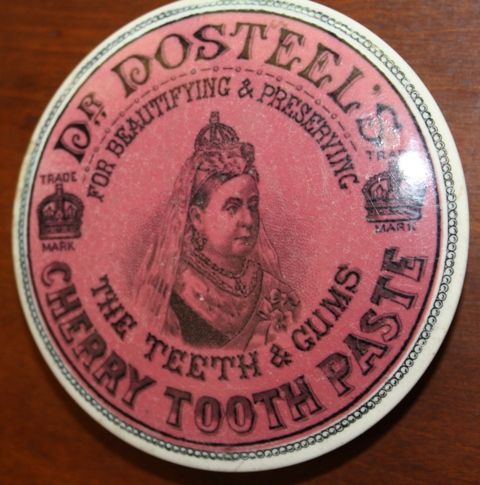 DR. DOSTEEL'S
FOR BEAUTIFYING & PRESERVING
TRADE
MARK
TRADE
MARK
THE TEETH & GUMS
CHERRY TOOTH PASTE